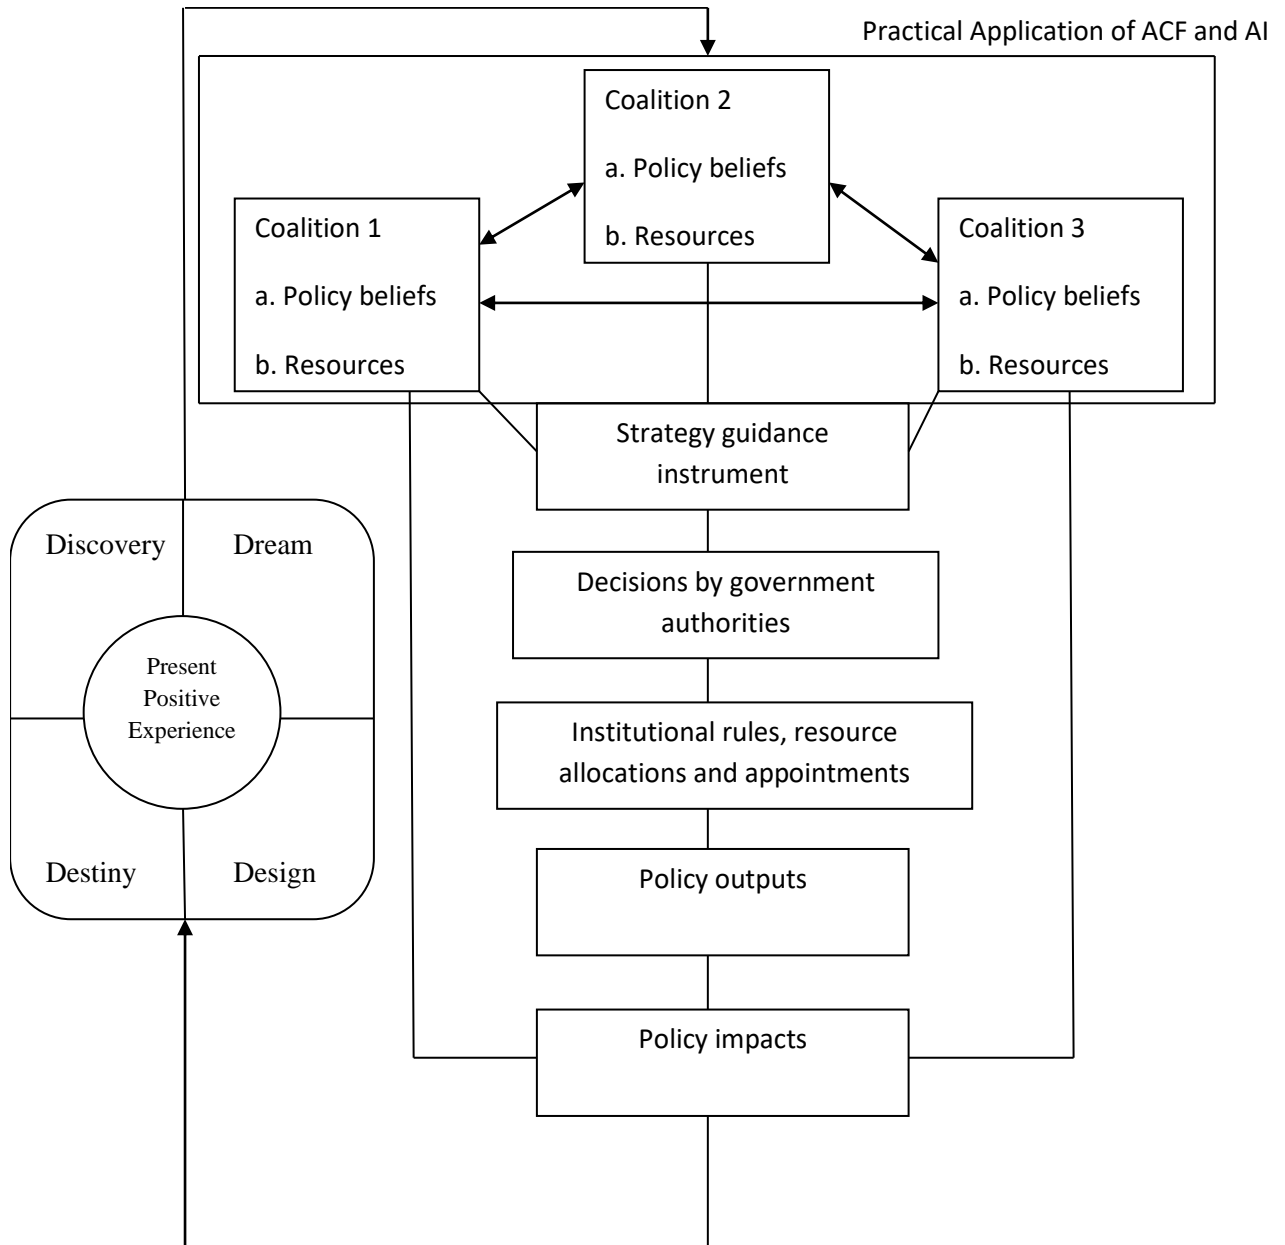 Practical Application of ACF and AI
Coalition 2
a. Policy beliefs
b. Resources
Coalition 1
a. Policy beliefs
b. Resources
Coalition 3
a. Policy beliefs
b. Resources
Strategy guidance
instrument
Discovery
Dream
Present
Positive
Experience
Destiny
Design
Decisions by government
authorities
Institutional rules, resource
allocations and appointments
Policy outputs
Policy impacts